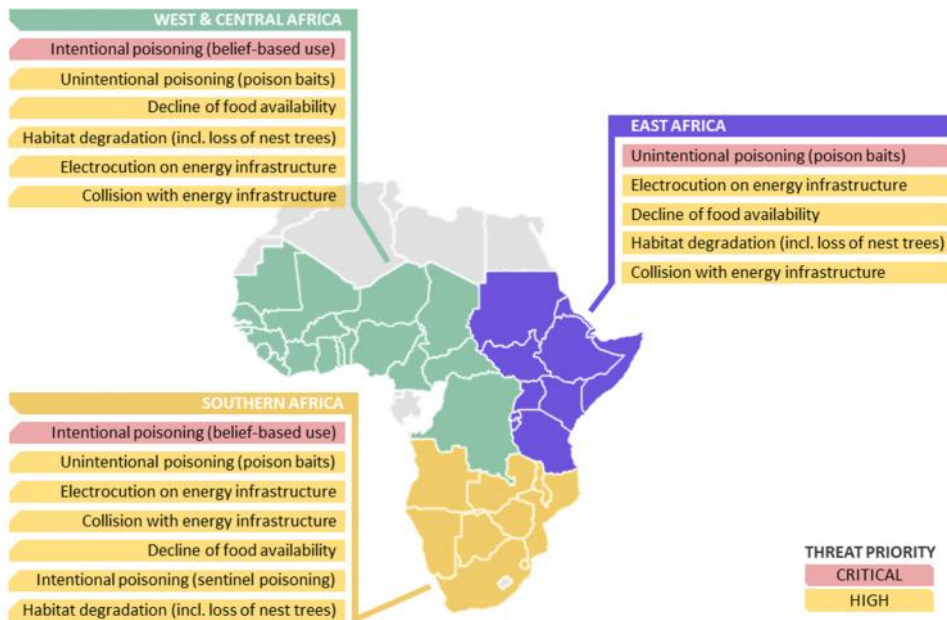 WEST & CENTRAL AFRICA
Intentional poisoning (belief-based use)
Unintentional poisoning (poison baits)
Decline of food availability
Habitat degradation (incl. loss of nest trees)
Electrocution on energy infrastructure
Collision with energy infrastructure
EAST AFRICA
Unintentional poisoning (poison baits)
Electrocution on energy infrastructure
Decline of food availability
Habitat degradation (incl. loss of nest trees)
Collision with energy infrastructure
SOUTHERN AFRICA
Intentional poisoning (belief-based use)
Unintentional poisoning (poison baits)
Electrocution on energy infrastructure
Collision with energy infrastructure
Decline of food availability
Intentional poisoning (sentinel poisoning)
Habitat degradation (incl. loss of nest trees)
THREAT PRIORITY
CRITICAL
HIGH